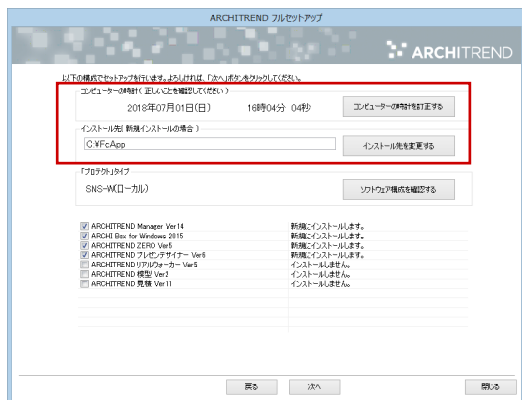 ARCHITREND フルセットアップ
ARCHITREND
以下の構成でセットアップを行います。よろしければ、「次へ」ボタンをクリックしてください。
コンピューターの時計( 正しいことを確認してください )
2018年07月01日(日) 16時04分 04秒 コンピューターの時計を訂正する
インストール先( 新規インストールの場合 )
C:¥FcApp インストール先を変更する
「プロテクト」タイプ
SNS-W(ローカル) ソフトウェア構成を確認する
ARCHITREND Manager Ver14 新規にインストールします。
ARCHI Box for Windows 2015 新規にインストールします。
ARCHITREND ZERO Ver5 新規にインストールします。
ARCHITREND プレゼンデザイナー Ver6 新規にインストールします。
ARCHITREND リアルウォーカー Ver5 インストールしません。
ARCHITREND 模型 Ver2 インストールしません。
ARCHITREND 見積 Ver11 インストールしません。
戻る 次へ 閉じる